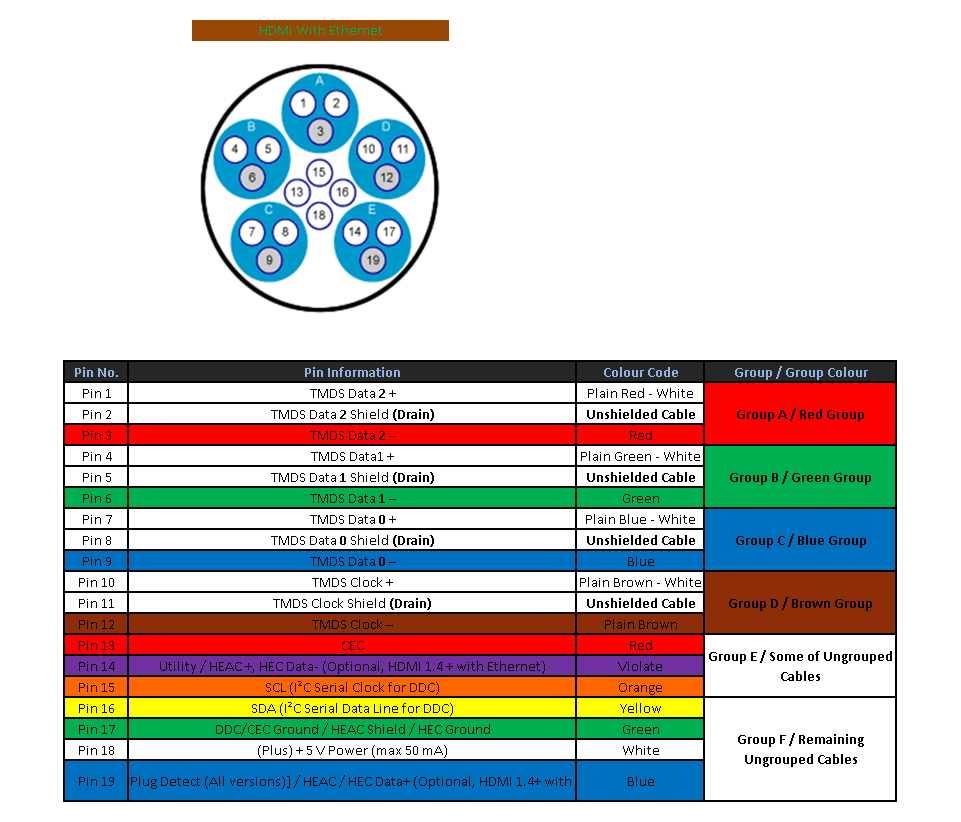 HDMI With Ethernet
A
1 2
3
B
4 5
6
D
10 11
12
15
13 16
18
C
7 8
9
E
14 17
19
Pin No. Pin Information Colour Code Group / Group Colour
Pin 1 TMDS Data 2 + Plain Red - White
Pin 2 TMDS Data 2 Shield (Drain) Unshielded Cable Group A / Red Group
Pin 3 TMDS Data 2 – Red
Pin 4 TMDS Data1 + Plain Green - White
Pin 5 TMDS Data 1 Shield (Drain) Unshielded Cable Group B / Green Group
Pin 6 TMDS Data 1 – Green
Pin 7 TMDS Data 0 + Plain Blue - White
Pin 8 TMDS Data 0 Shield (Drain) Unshielded Cable Group C / Blue Group
Pin 9 TMDS Data 0 – Blue
Pin 10 TMDS Clock + Plain Brown - White
Pin 11 TMDS Clock Shield (Drain) Unshielded Cable Group D / Brown Group
Pin 12 TMDS Clock – Plain Brown
Pin 13 CEC Red
Pin 14 Utility / HEAC+, HEC Data- (Optional, HDMI 1.4+ with Ethernet) Violate
Group E / Some of Ungrouped
Cables
Pin 15 SCL (I²C Serial Clock for DDC) Orange
Pin 16 SDA (I²C Serial Data Line for DDC) Yellow
Pin 17 DDC/CEC Ground / HEAC Shield / HEC Ground Green
Group F / Remaining
Ungrouped Cables
Pin 18 (Plus) + 5 V Power (max 50 mA) White
Pin 19 Plug Detect (All versions)] / HEAC / HEC Data+ (Optional, HDMI 1.4+ with Blue